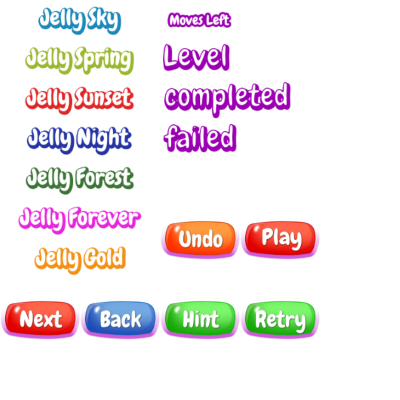 Jelly Sky
Jelly Spring
Jelly Sunset
Jelly Night
Jelly Forest
Jelly Forever
Jelly Gold
Moves Left
Level
completed
failed
Undo
Play
Next
Back
Hint
Retry